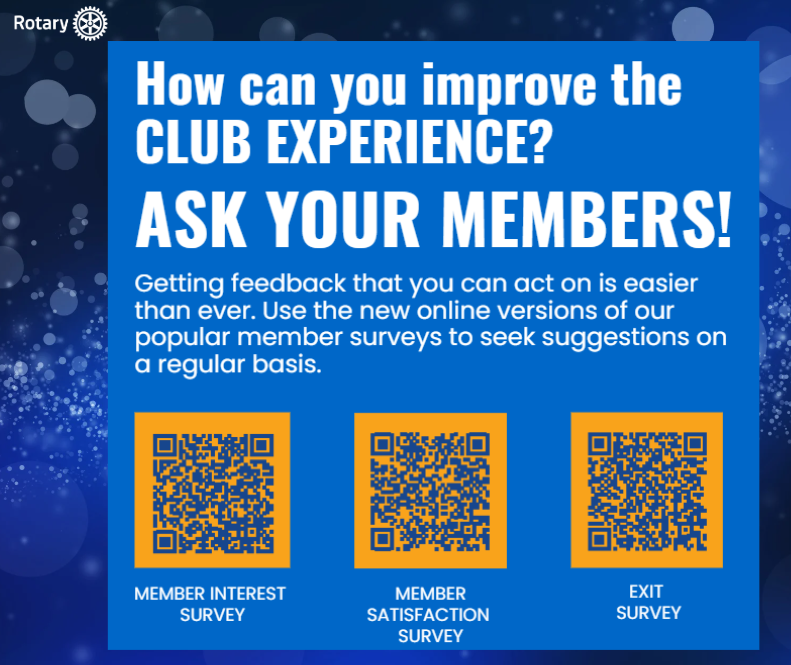 Rotary
How can you improve the
CLUB EXPERIENCE?
ASK YOUR MEMBERS!
Getting feedback that you can act on is easier
than ever. Use the new online versions of our
popular member surveys to seek suggestions on
a regular basis.
MEMBER INTEREST
SURVEY
MEMBER
SATISFACTION
SURVEY
EXIT
SURVEY